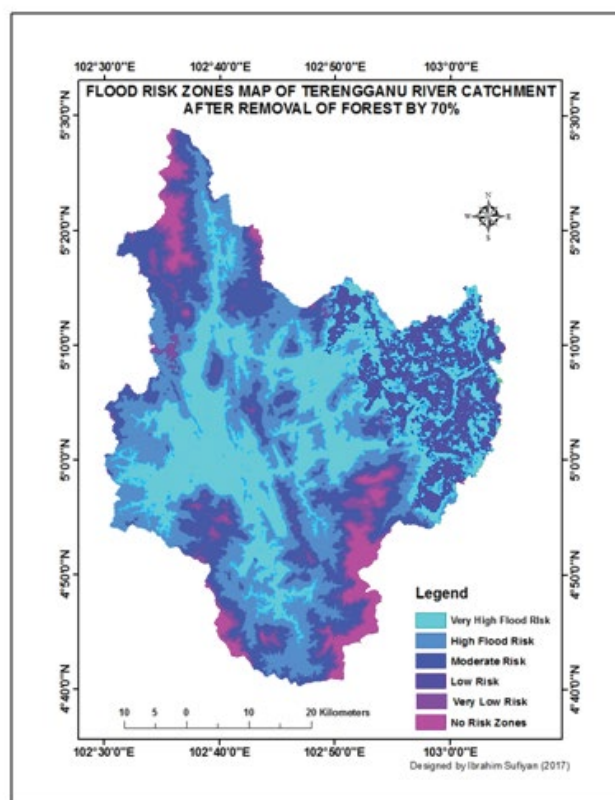 102°30'0"E 102°40'0"E 102°50'0"E 103°0'0"E
FLOOD RISK ZONES MAP OF TERENGGANU RIVER CATCHMENT
AFTER REMOVAL OF FOREST BY 70%
5°30'0"N 5°30'0"N
N
W E
S
5°20'0"N 5°20'0"N
5°10'0"N 5°10'0"N
5°0'0"N 5°0'0"N
4°50'0"N 4°50'0"N
4°40'0"N 4°40'0"N
Legend
Very High Flood Risk
High Flood Risk
Moderate Risk
Low Risk
Very Low Risk
No Risk Zones
10 5 0 10 20 Kilometers
102°30'0"E 102°40'0"E 102°50'0"E 103°0'0"E
Designed by Ibrahim Sufiyan (2017)